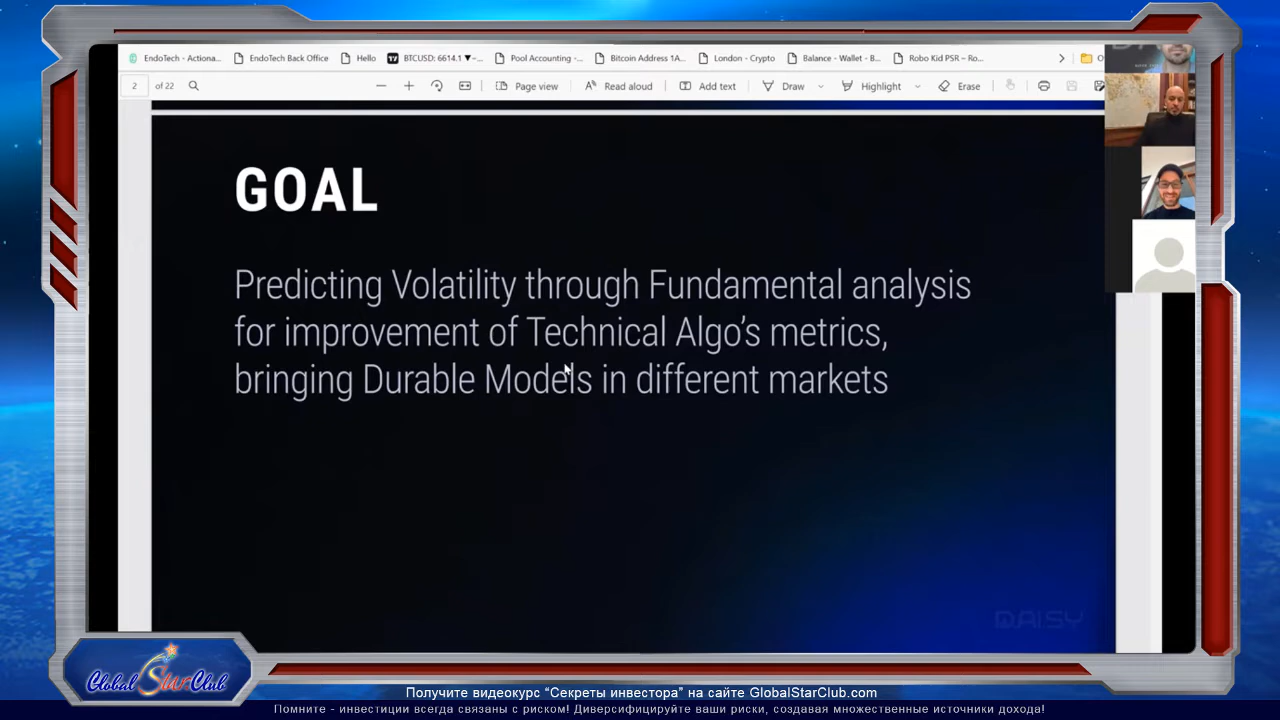 EndoTech - Actiona...
EndoTech Back Office
Hello
BTCUSD: 6614.1 ▼−...
Pool Accounting -...
Bitcoin Address 1A...
London - Crypto
Balance - Wallet - B...
Robo Kid PSR – Ro...
2 of 22
Page view
Read aloud
Add text
Draw
Highlight
Erase
GOAL
Predicting Volatility through Fundamental analysis
for improvement of Technical Algo's metrics,
bringing Durable Models in different markets
DAISY
Global Star Club
Получите видеокурс “Секреты инвестора” на сайте GlobalStarClub.com
Помните - инвестиции всегда связаны с риском! Диверсифицируйте ваши риски, создавая множественные источники дохода!